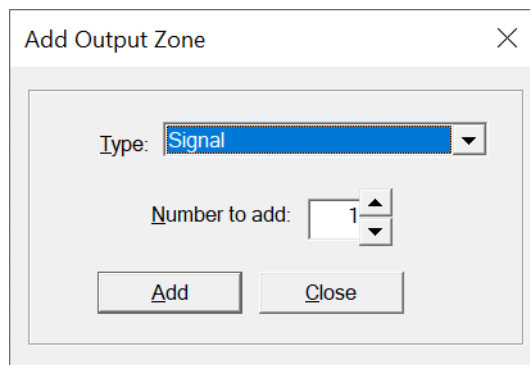 Add Output Zone
Type: Signal
Number to add: 1
Add Close